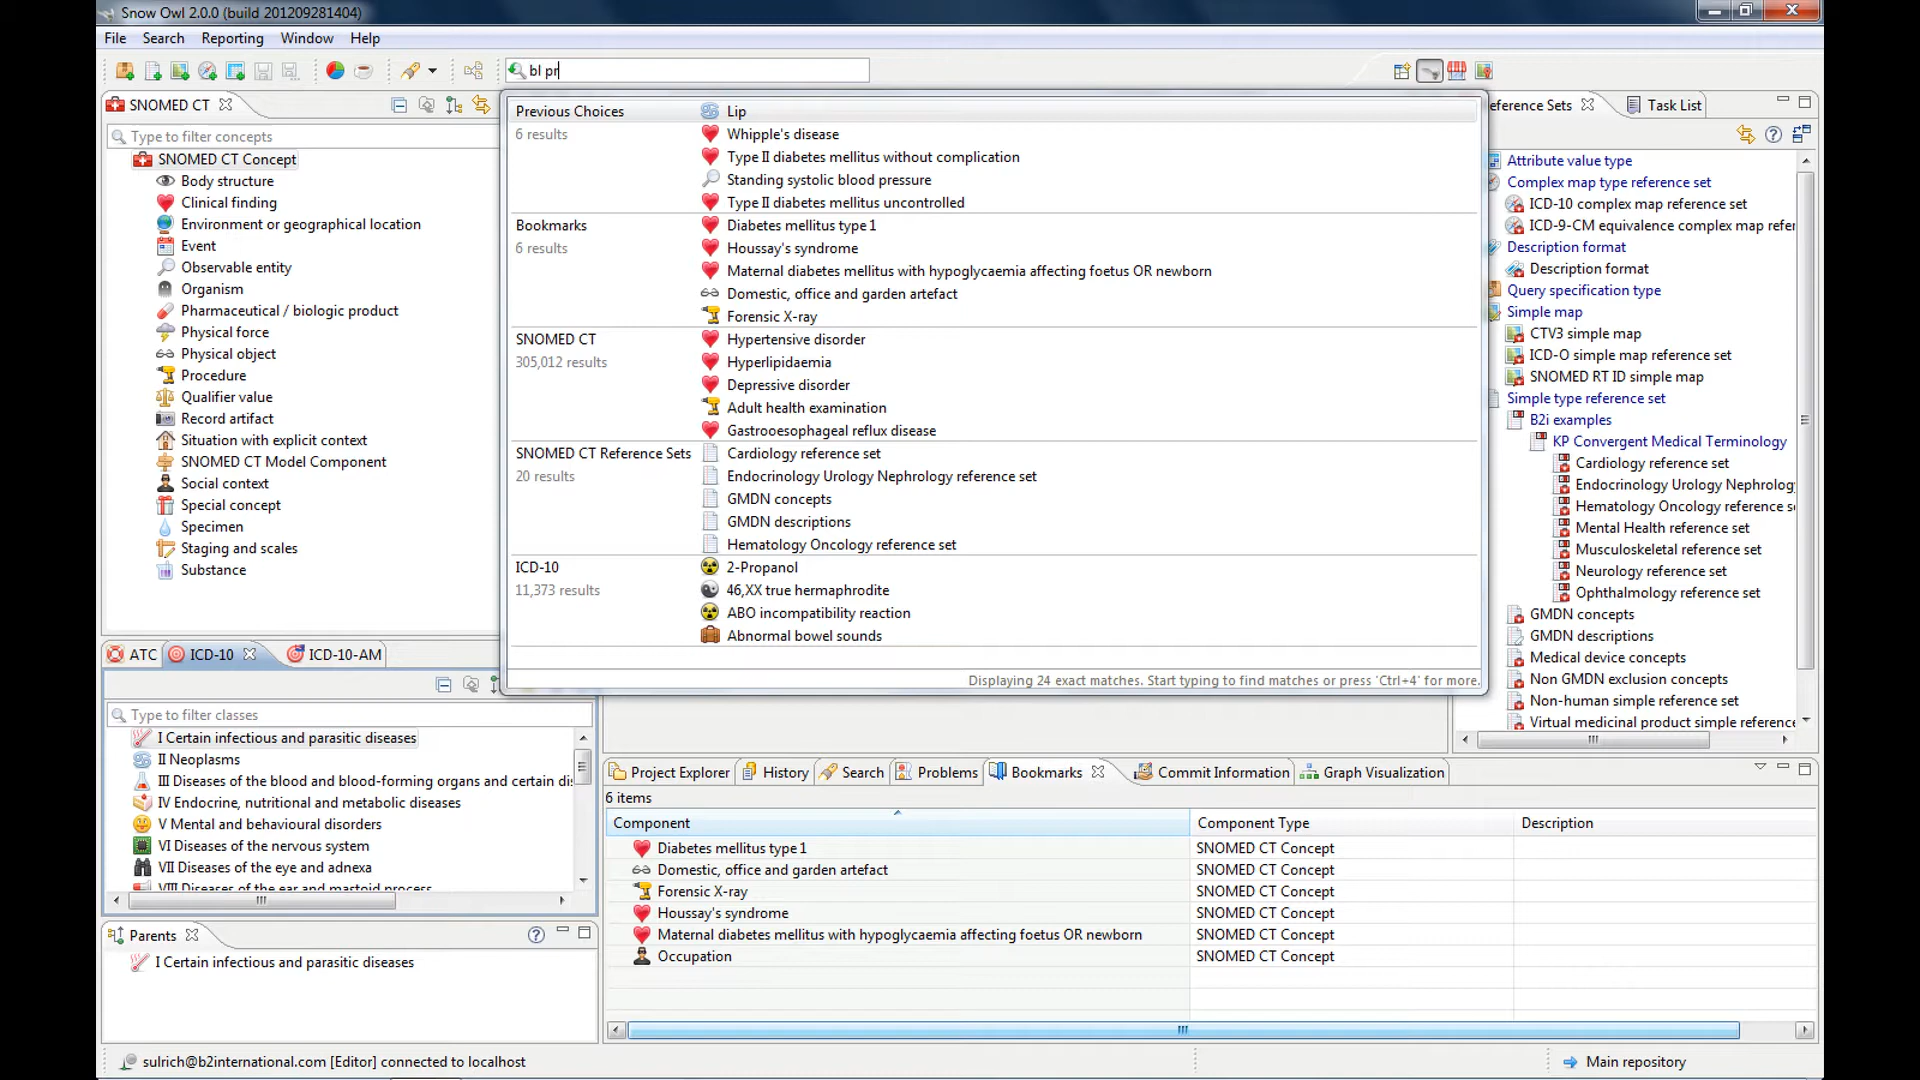 Snow Owl 2.0.0 (build 201209281404)
File Search Reporting Window Help
bl pr
SNOMED CT
Type to filter concepts
SNOMED CT Concept
Body structure
Clinical finding
Environment or geographical location
Event
Observable entity
Organism
Pharmaceutical / biologic product
Physical force
Physical object
Procedure
Qualifier value
Record artifact
Situation with explicit context
SNOMED CT Model Component
Social context
Special concept
Specimen
Staging and scales
Substance
Previous Choices Lip
6 results Whipple's disease
Type II diabetes mellitus without complication
Standing systolic blood pressure
Type II diabetes mellitus uncontrolled
Bookmarks Diabetes mellitus type 1
6 results Houssay's syndrome
Maternal diabetes mellitus with hypoglycaemia affecting foetus OR newborn
Domestic, office and garden artefact
Forensic X-ray
SNOMED CT Hypertensive disorder
305,012 results Hyperlipidaemia
Depressive disorder
Adult health examination
Gastrooesophageal reflux disease
SNOMED CT Reference Sets Cardiology reference set
20 results Endocrinology Urology Nephrology reference set
GMDN concepts
GMDN descriptions
Hematology Oncology reference set
ICD-10 2-Propanol
11,373 results 46,XX true hermaphrodite
ABO incompatibility reaction
Abnormal bowel sounds
Displaying 24 exact matches. Start typing to find matches or press 'Ctrl+4' for more.
eference Sets Task List
Attribute value type
Complex map type reference set
ICD-10 complex map reference set
ICD-9-CM equivalence complex map refer
Description format
Description format
Query specification type
Simple map
CTV3 simple map
ICD-O simple map reference set
SNOMED RT ID simple map
Simple type reference set
B2i examples
KP Convergent Medical Terminology
Cardiology reference set
Endocrinology Urology Nephrology
Hematology Oncology reference s
Mental Health reference set
Musculoskeletal reference set
Neurology reference set
Ophthalmology reference set
GMDN concepts
GMDN descriptions
Medical device concepts
Non GMDN exclusion concepts
Non-human simple reference set
Virtual medicinal product simple reference
ATC ICD-10 ICD-10-AM
Type to filter classes
I Certain infectious and parasitic diseases
II Neoplasms
III Diseases of the blood and blood-forming organs and certain dis
IV Endocrine, nutritional and metabolic diseases
V Mental and behavioural disorders
VI Diseases of the nervous system
VII Diseases of the eye and adnexa
VIII Diseases of the ear and mastoid process
Parents
I Certain infectious and parasitic diseases
Project Explorer History Search Problems Bookmarks Commit Information Graph Visualization
6 items
Component Component Type Description
Diabetes mellitus type 1 SNOMED CT Concept
Domestic, office and garden artefact SNOMED CT Concept
Forensic X-ray SNOMED CT Concept
Houssay's syndrome SNOMED CT Concept
Maternal diabetes mellitus with hypoglycaemia affecting foetus OR newborn SNOMED CT Concept
Occupation SNOMED CT Concept
sulrich@b2international.com [Editor] connected to localhost
Main repository